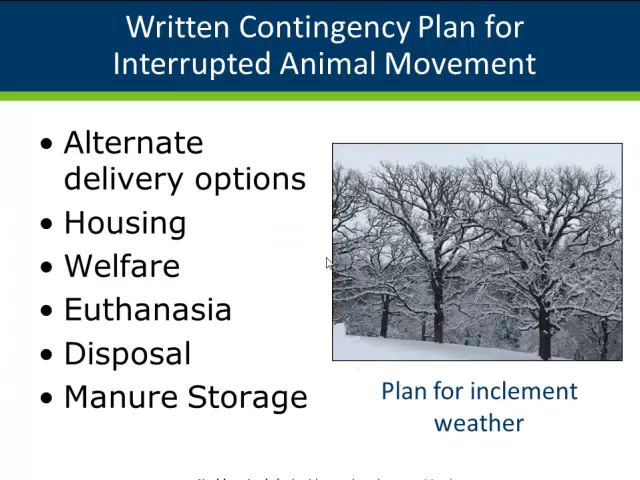 Written Contingency Plan for
Interrupted Animal Movement
• Alternate
delivery options
• Housing
• Welfare
• Euthanasia
• Disposal
• Manure Storage
Plan for inclement
weather